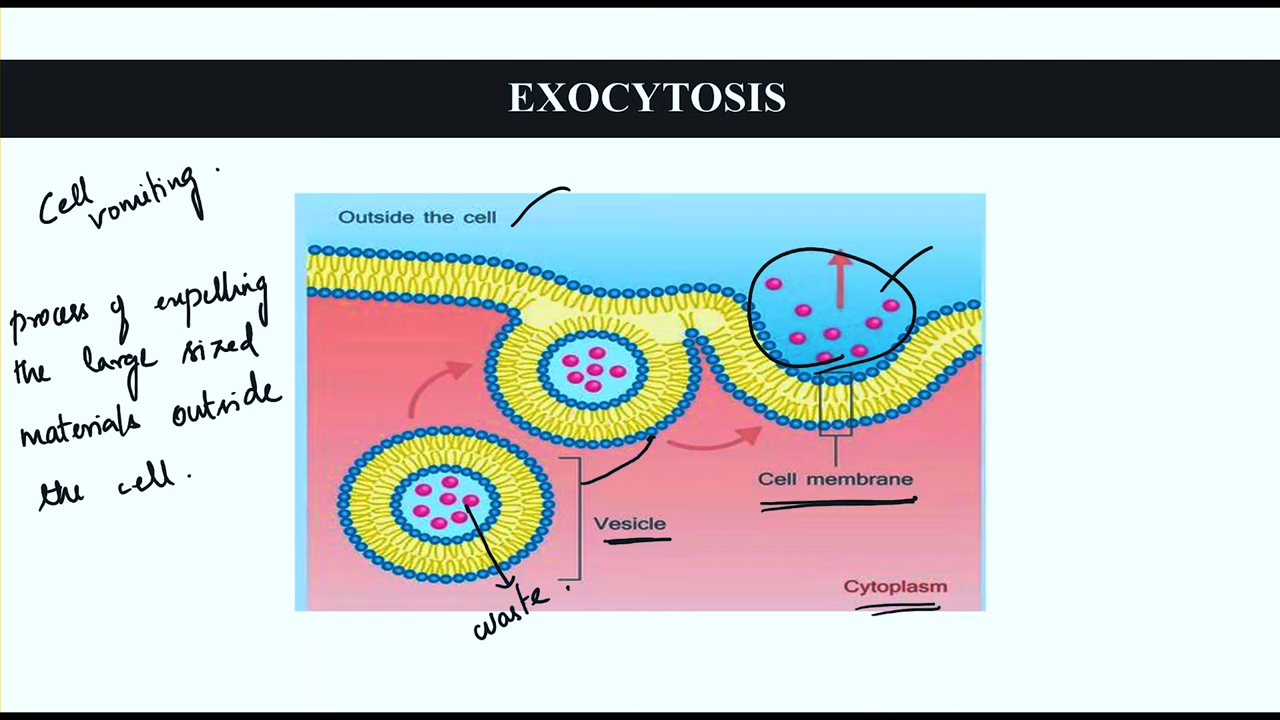 EXOCYTOSIS
Cell
vomiting.
process of expelling
the large sized
materials outside
the cell.
Outside the cell
Cell membrane
Vesicle
Cytoplasm
waste.